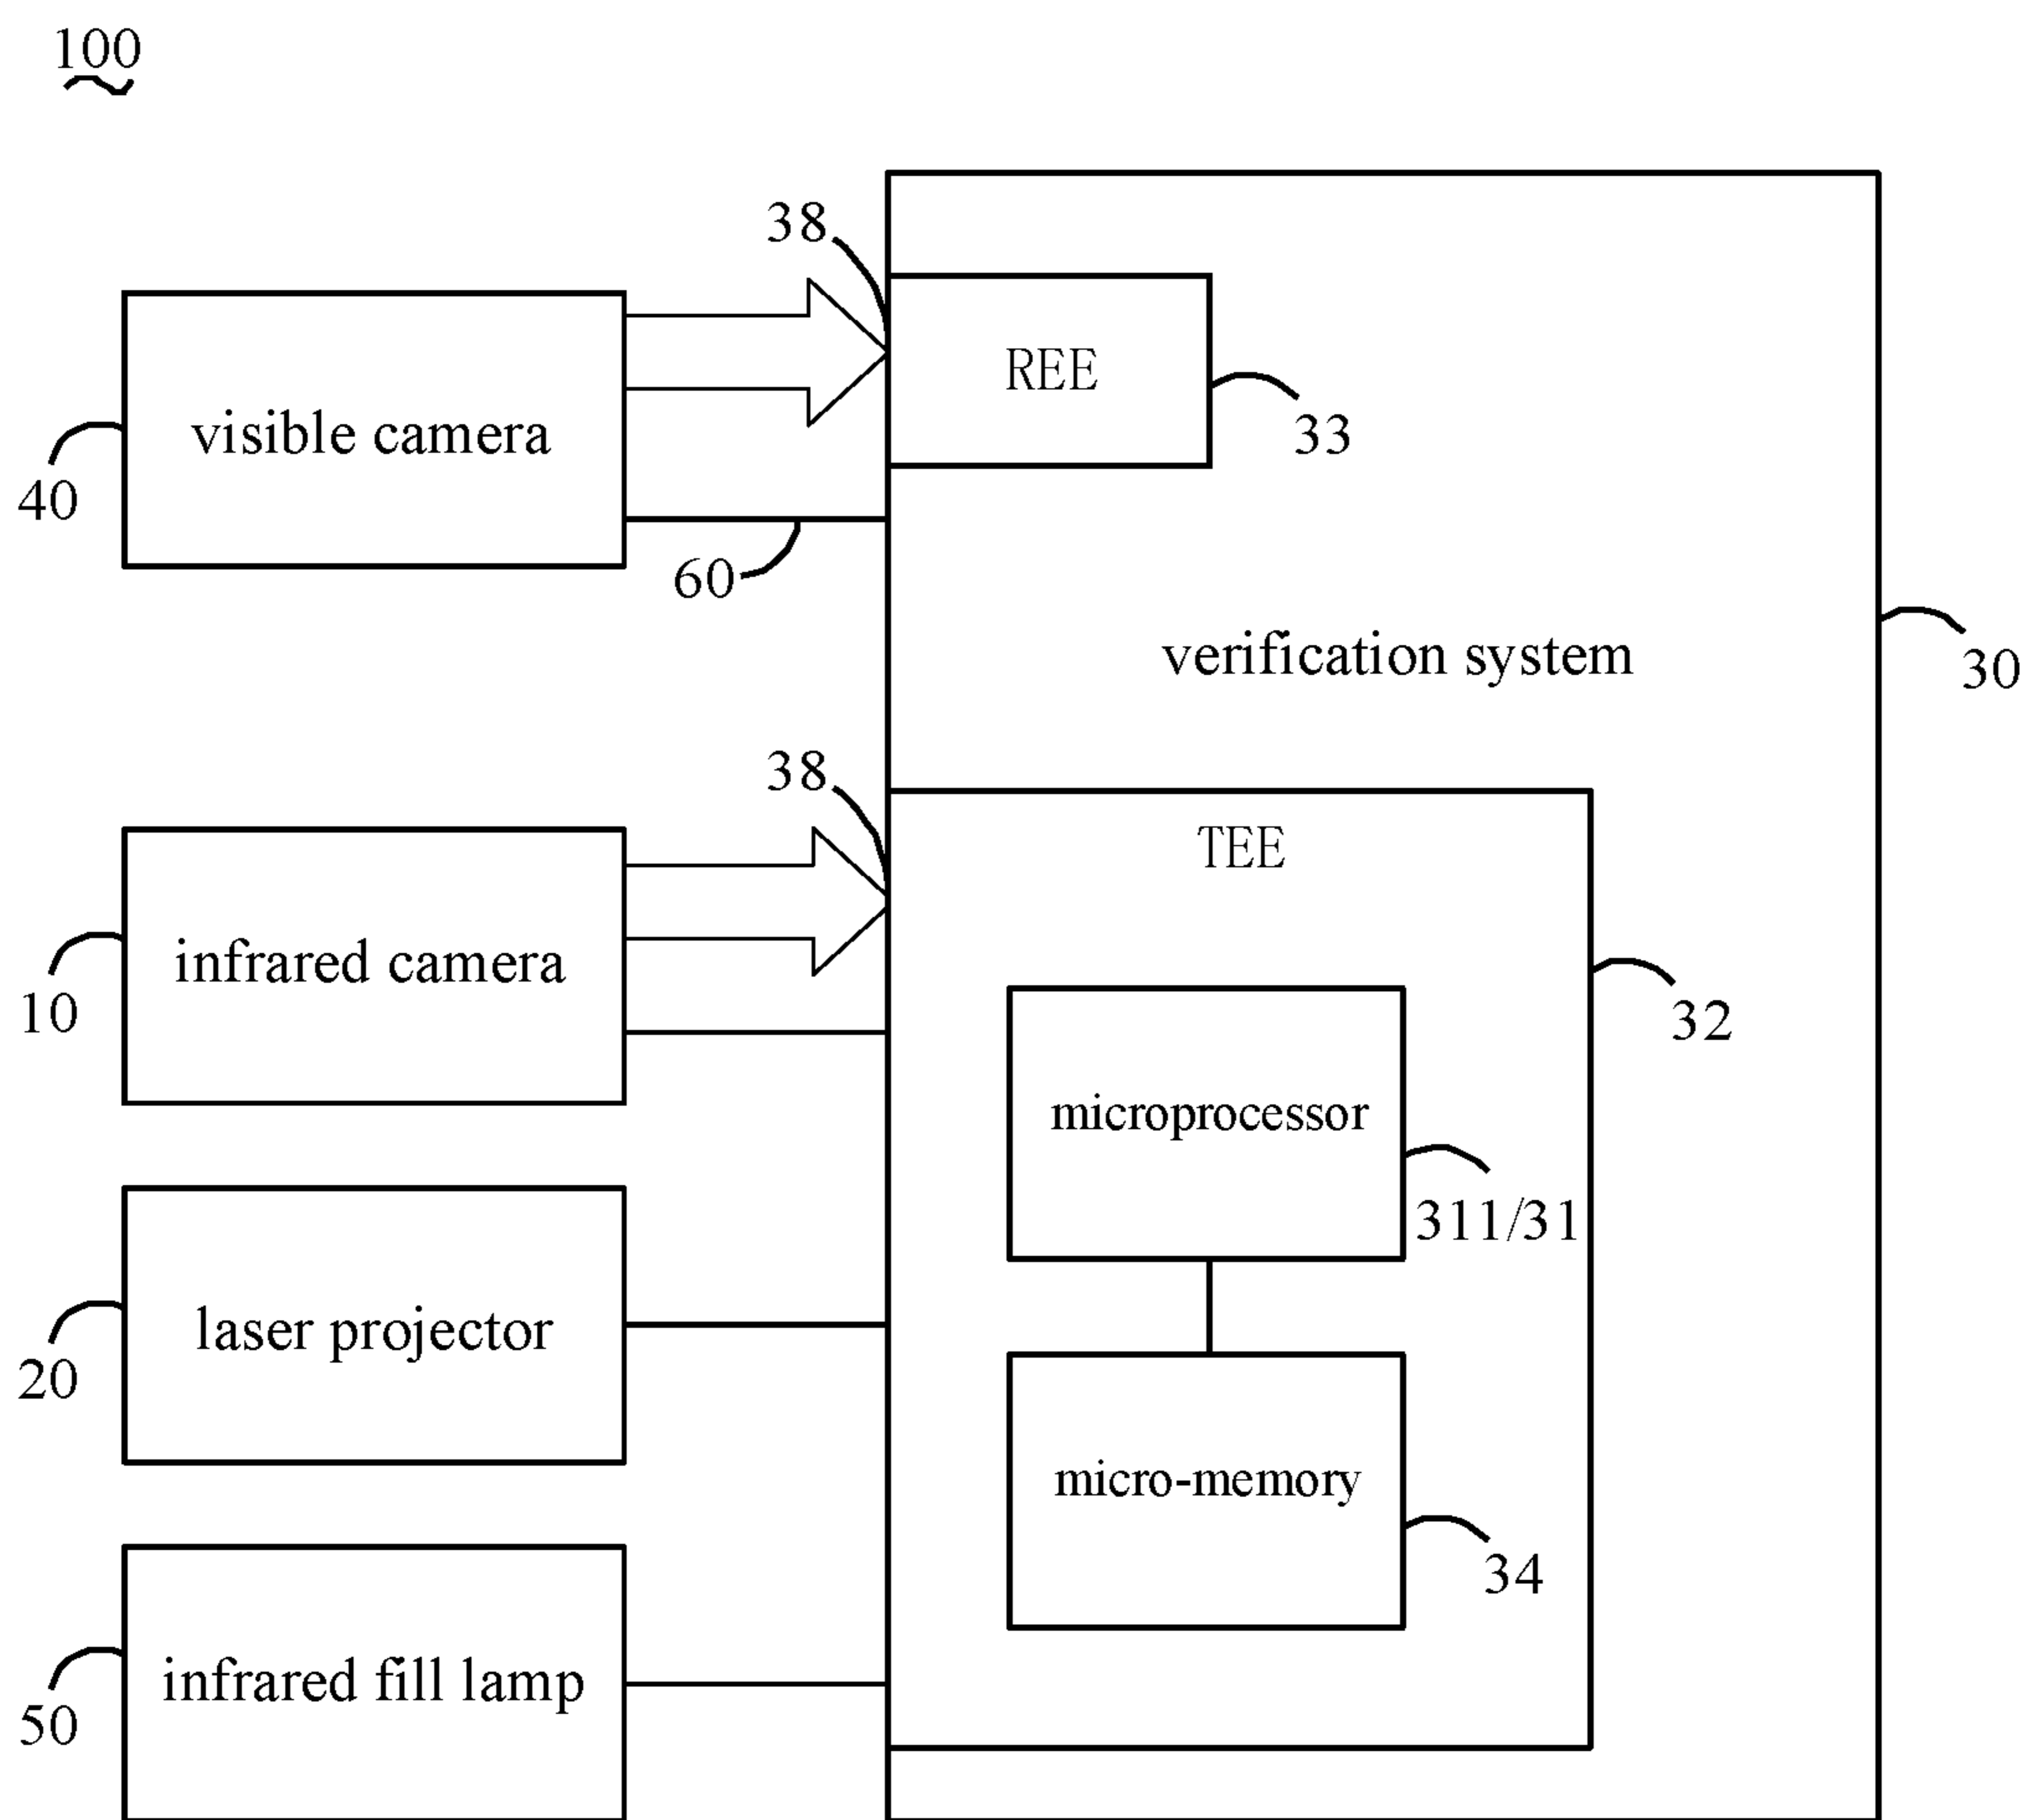 100
38
REE
33
visible camera
40
60
verification system
30
38
TEE
infrared camera
10
32
microprocessor
311/31
laser projector
20
micro-memory
34
infrared fill lamp
50